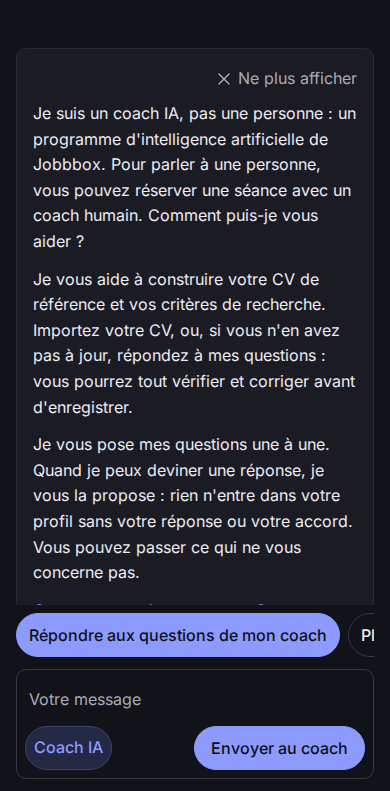 Ne plus afficher
Je suis un coach IA, pas une personne : un
programme d'intelligence artificielle de
Jobbbox. Pour parler à une personne,
vous pouvez réserver une séance avec un
coach humain. Comment puis-je vous
aider ?
Je vous aide à construire votre CV de
référence et vos critères de recherche.
Importez votre CV, ou, si vous n'en avez
pas à jour, répondez à mes questions :
vous pourrez tout vérifier et corriger avant
d'enregistrer.
Je vous pose mes questions une à une.
Quand je peux deviner une réponse, je
vous la propose : rien n'entre dans votre
profil sans votre réponse ou votre accord.
Vous pouvez passer ce qui ne vous
concerne pas.
Répondre aux questions de mon coach
Votre message
Coach IA
Envoyer au coach